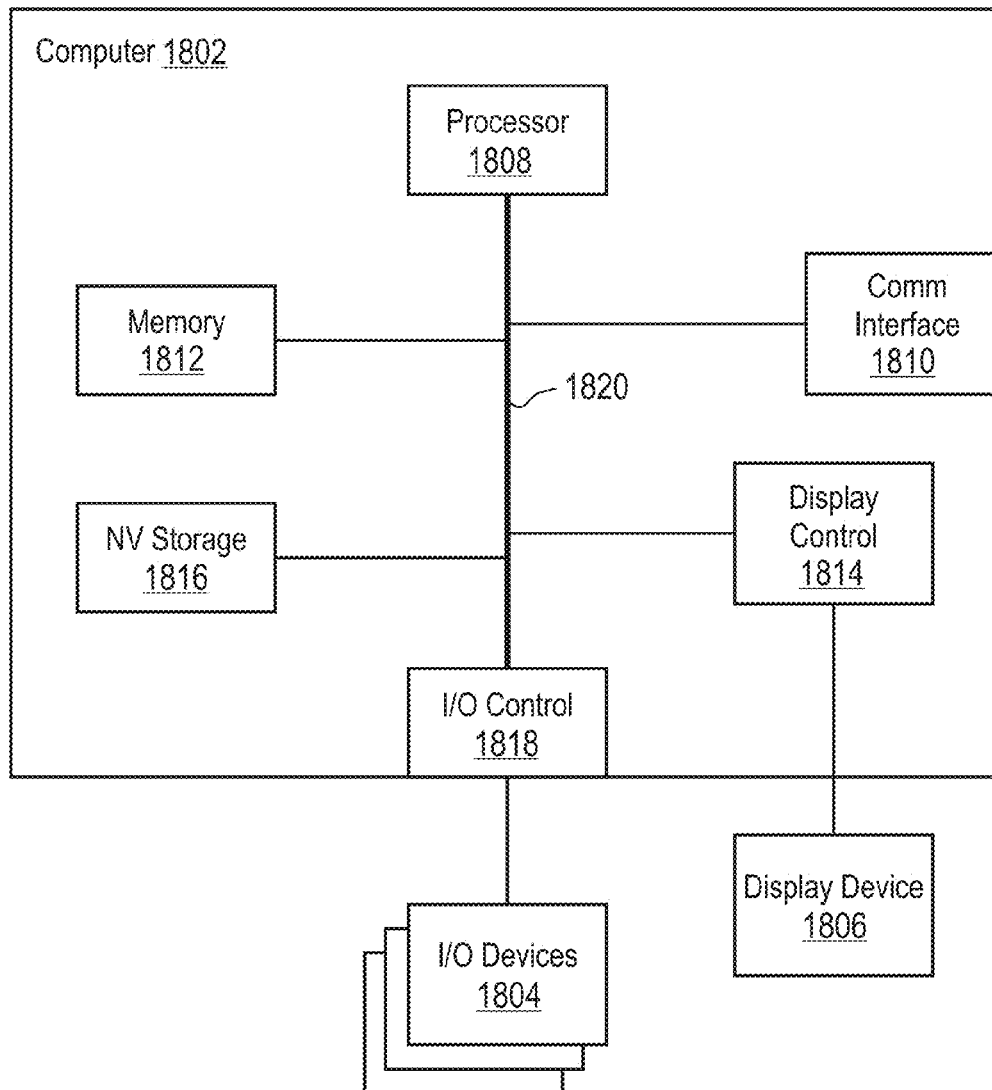 Computer 1802
Processor
1808
Memory
1812
Comm
Interface
1810
1820
NV Storage
1816
Display
Control
1814
I/O Control
1818
I/O Devices
1804
Display Device
1806